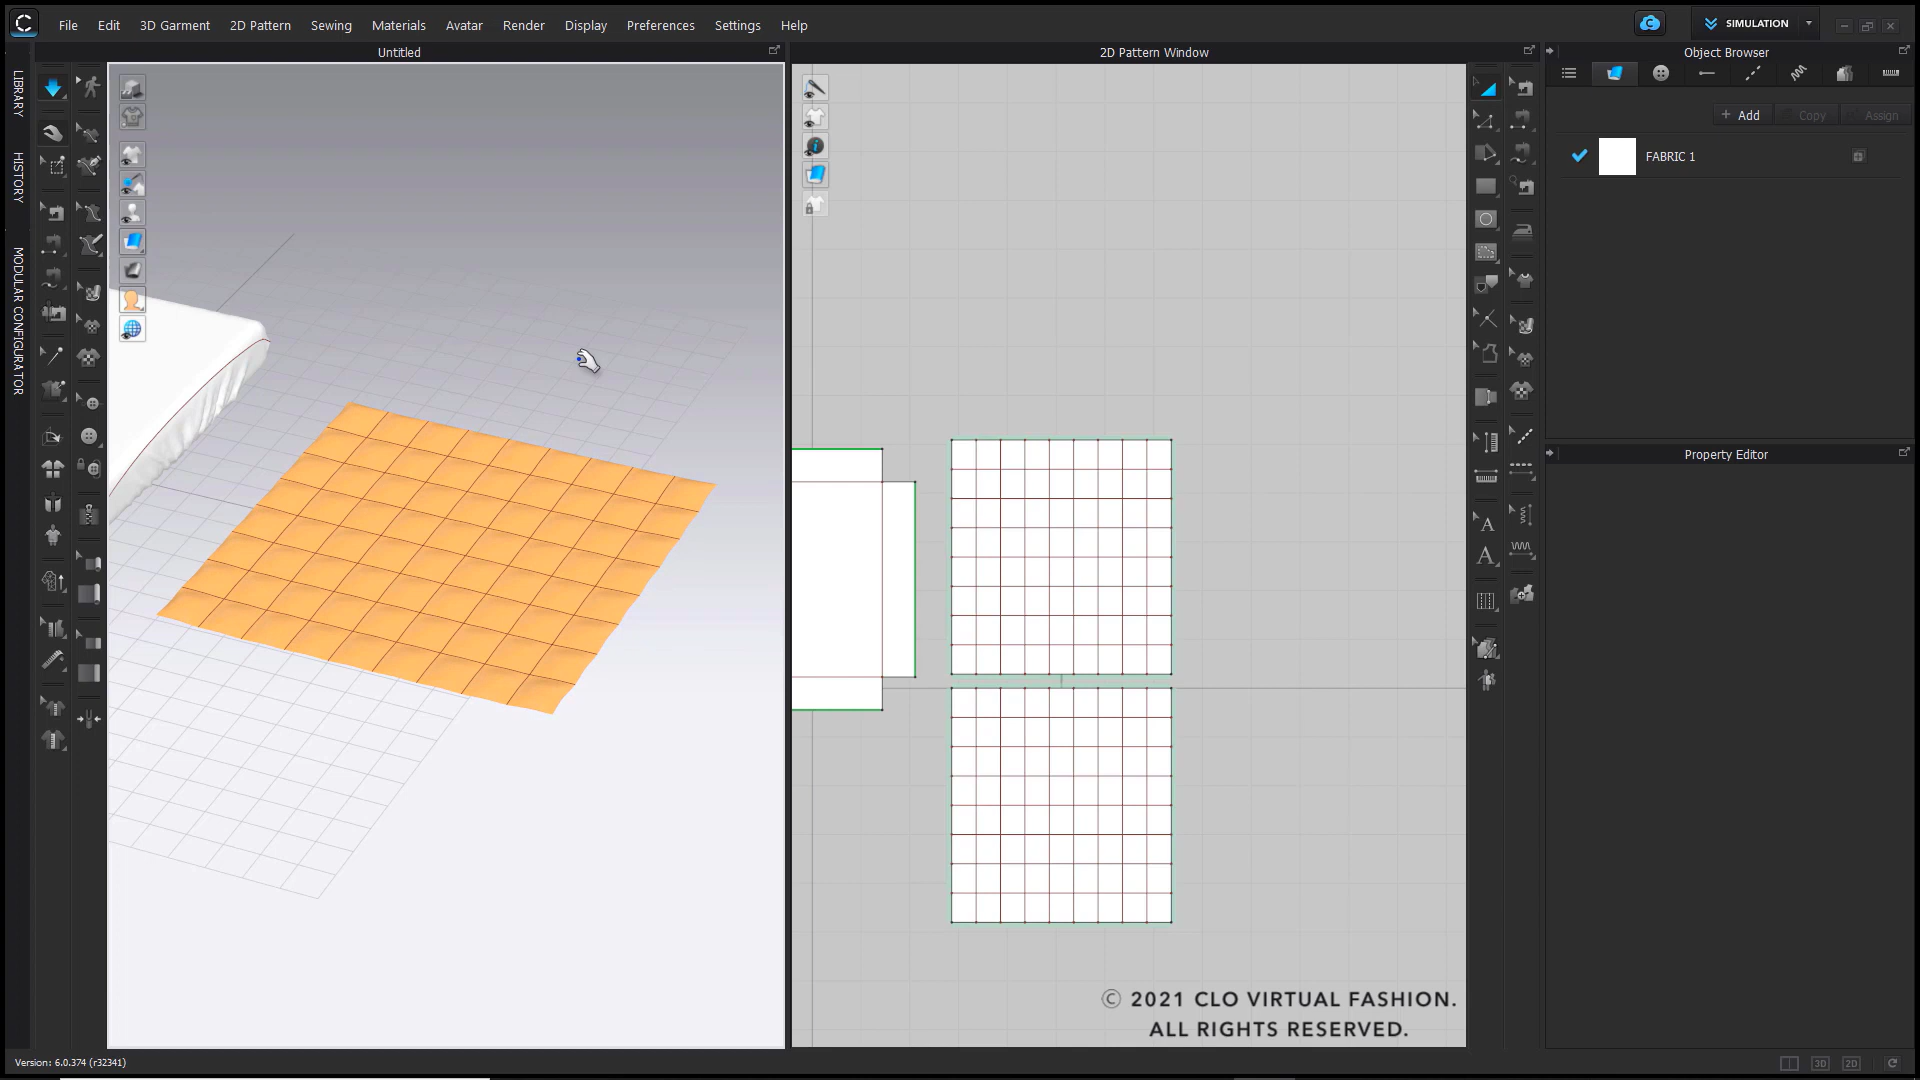 File Edit 3D Garment 2D Pattern Sewing Materials Avatar Render Display Preferences Settings Help
SIMULATION
Untitled
2D Pattern Window
Object Browser
LIBRARY
HISTORY
MODULAR CONFIGURATOR
+ Add Copy Assign
FABRIC 1
Property Editor
A
A
© 2021 CLO VIRTUAL FASHION.
ALL RIGHTS RESERVED.
Version: 6.0.374 (r32341)
3D 2D